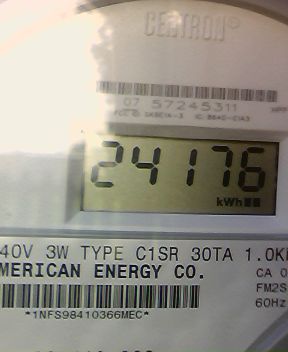 CENTRON®
07 57245311
24176
kWh
40V 3W TYPE C1SR 30TA 1.0K
MERICAN ENERGY CO.
CA 0
FM2S
60Hz
*1NFS98410366MEC*